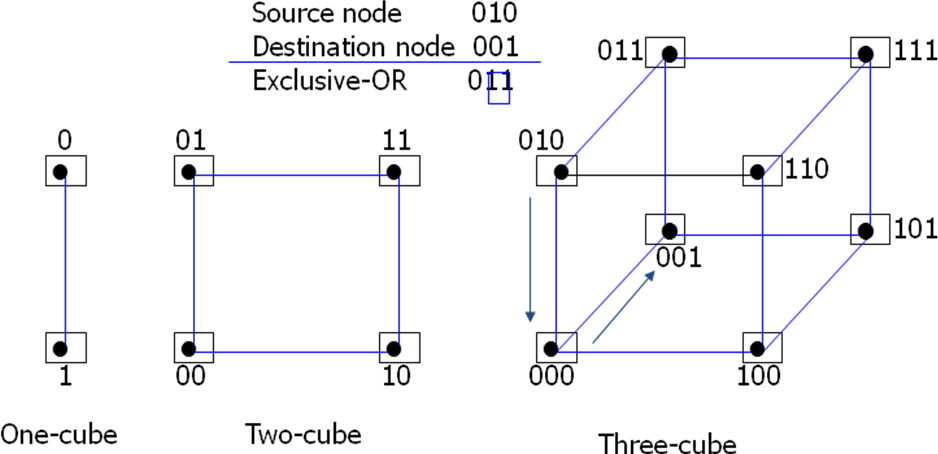 Source node 010
Destination node 001
Exclusive-OR 011
0
1
One-cube
01 11
00 10
Two-cube
011 111
010 110
001 101
000 100
Three-cube